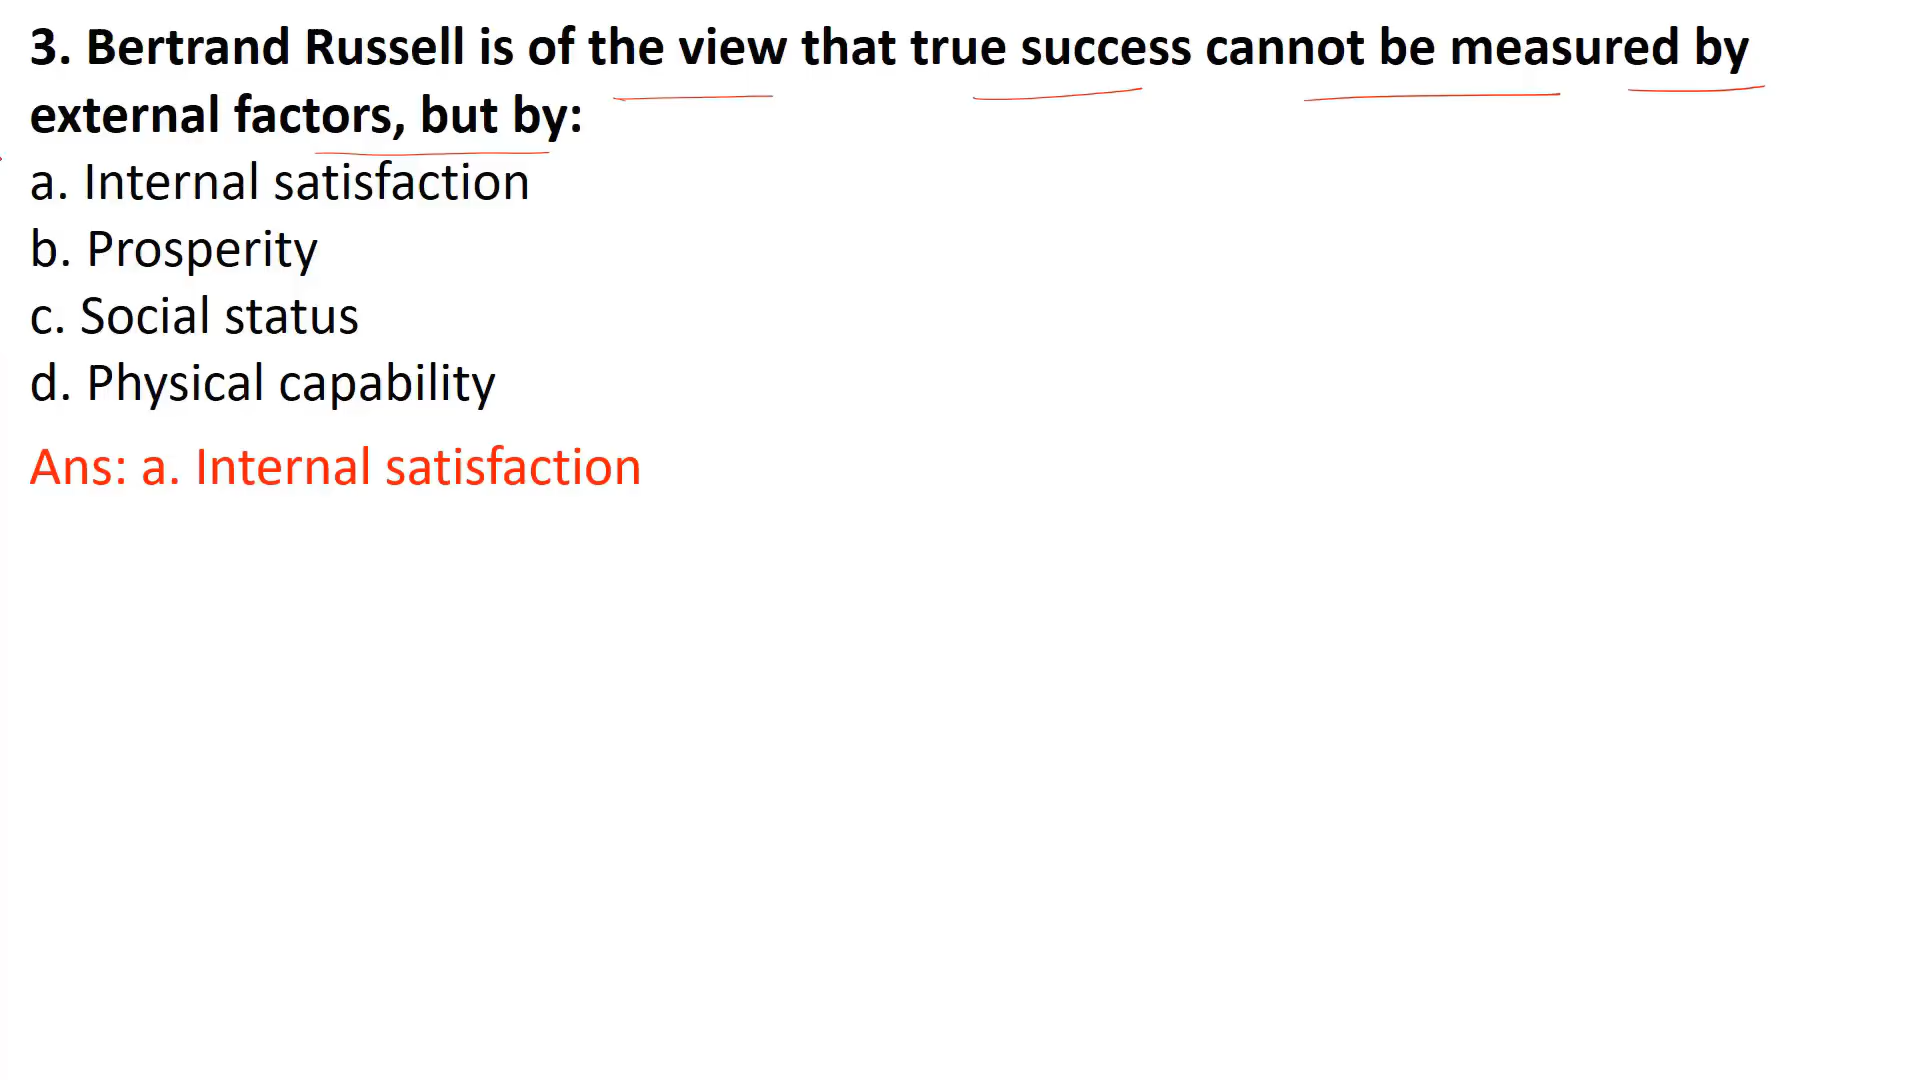 3. Bertrand Russell is of the view that true success cannot be measured by
external factors, but by:
a. Internal satisfaction
b. Prosperity
c. Social status
d. Physical capability
Ans: a. Internal satisfaction